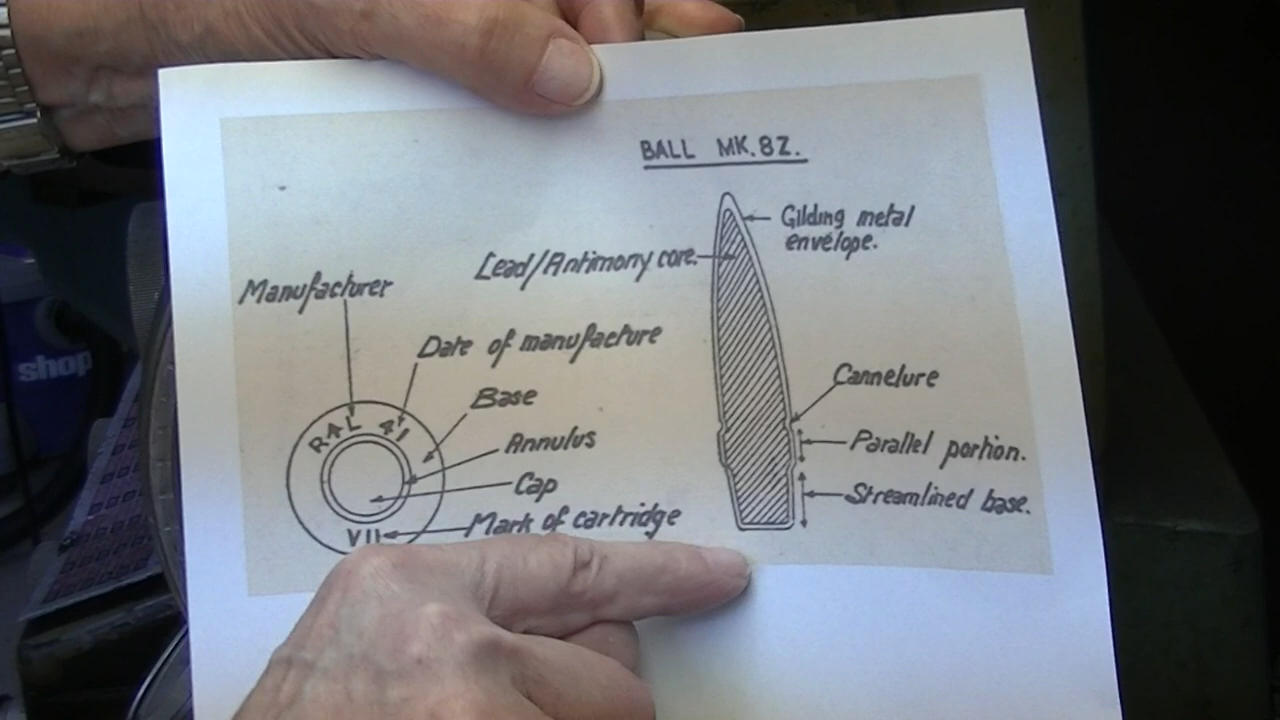 BALL MK.8Z.
Gilding metal
envelope.
Lead/Antimony core.
Manufacturer
Date of manufacture
Cannelure
Base
R↑L 41
Annulus
Parallel portion.
Cap
Streamlined base.
Mark of cartridge
VII
shop